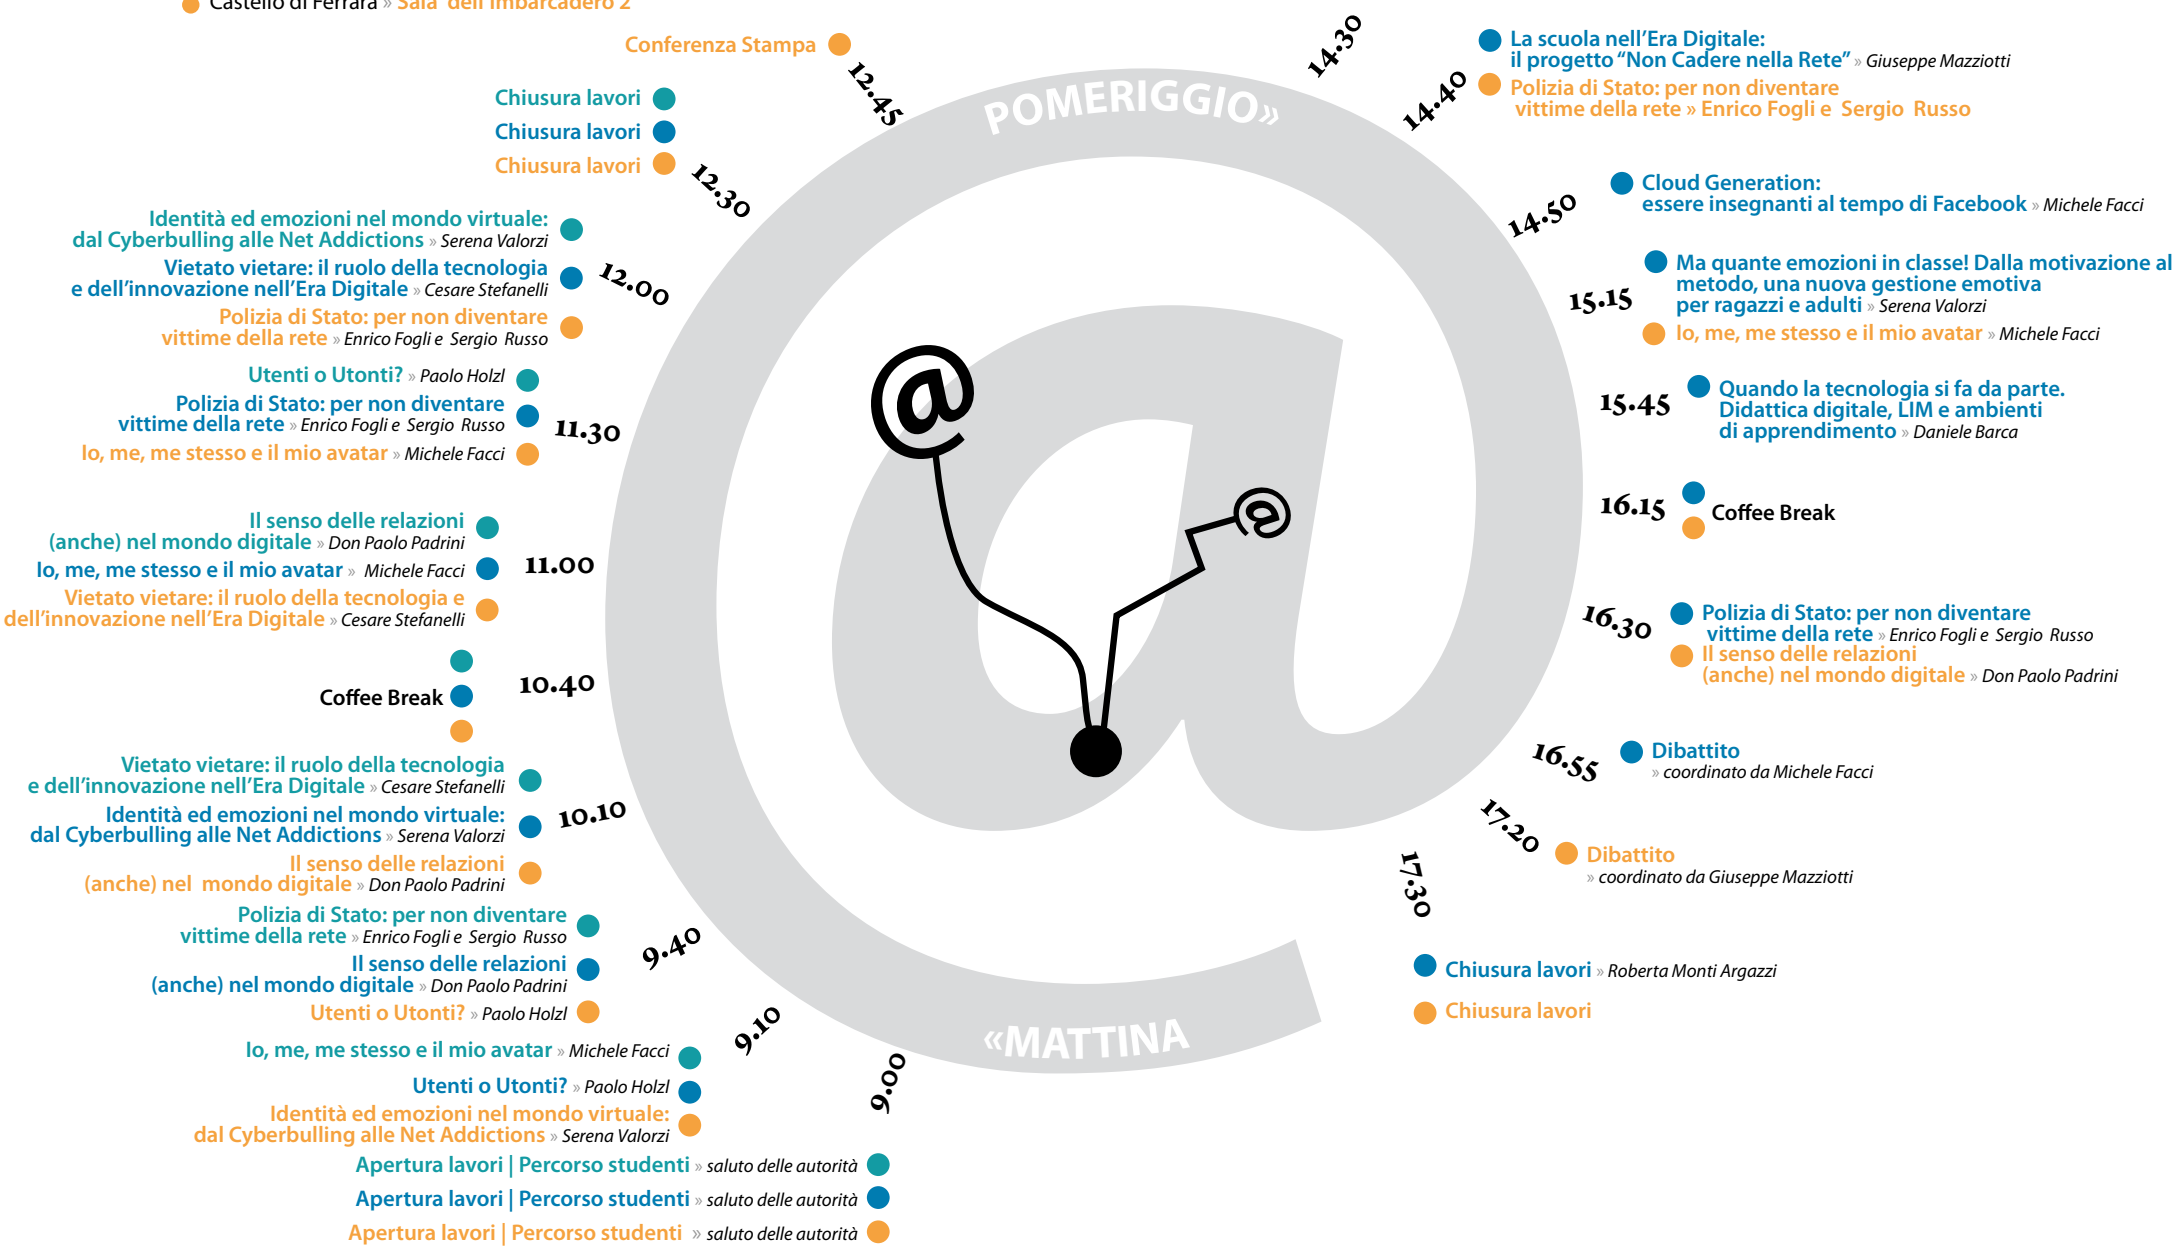 Castello di Ferrara » Sala dell'Imbarcadero 2
Conferenza Stampa
12.45
Chiusura lavori
Chiusura lavori
Chiusura lavori
12.30
Identità ed emozioni nel mondo virtuale:
dal Cyberbulling alle Net Addictions » Serena Valorzi
Vietato vietare: il ruolo della tecnologia
e dell'innovazione nell'Era Digitale » Cesare Stefanelli
Polizia di Stato: per non diventare
vittime della rete » Enrico Fogli e Sergio Russo
12.00
Utenti o Utonti? » Paolo Holzl
Polizia di Stato: per non diventare
vittime della rete » Enrico Fogli e Sergio Russo
Io, me, me stesso e il mio avatar » Michele Facci
11.30
Il senso delle relazioni
(anche) nel mondo digitale » Don Paolo Padrini
Io, me, me stesso e il mio avatar » Michele Facci
Vietato vietare: il ruolo della tecnologia e
dell'innovazione nell'Era Digitale » Cesare Stefanelli
11.00
Coffee Break
10.40
Vietato vietare: il ruolo della tecnologia
e dell'innovazione nell'Era Digitale » Cesare Stefanelli
Identità ed emozioni nel mondo virtuale:
dal Cyberbulling alle Net Addictions » Serena Valorzi
Il senso delle relazioni
(anche) nel mondo digitale » Don Paolo Padrini
10.10
Polizia di Stato: per non diventare
vittime della rete » Enrico Fogli e Sergio Russo
Il senso delle relazioni
(anche) nel mondo digitale » Don Paolo Padrini
Utenti o Utonti? » Paolo Holzl
9.40
Io, me, me stesso e il mio avatar » Michele Facci
Utenti o Utonti? » Paolo Holzl
Identità ed emozioni nel mondo virtuale:
dal Cyberbulling alle Net Addictions » Serena Valorzi
9.10
Apertura lavori | Percorso studenti » saluto delle autorità
Apertura lavori | Percorso studenti » saluto delle autorità
Apertura lavori | Percorso studenti » saluto delle autorità
9.00
«MATTINA
POMERIGGIO»
@
@
14.30
14.40
La scuola nell'Era Digitale:
il progetto "Non Cadere nella Rete" » Giuseppe Mazziotti
Polizia di Stato: per non diventare
vittime della rete » Enrico Fogli e Sergio Russo
14.50
Cloud Generation:
essere insegnanti al tempo di Facebook » Michele Facci
15.15
Ma quante emozioni in classe! Dalla motivazione al
metodo, una nuova gestione emotiva
per ragazzi e adulti » Serena Valorzi
Io, me, me stesso e il mio avatar » Michele Facci
15.45
Quando la tecnologia si fa da parte.
Didattica digitale, LIM e ambienti
di apprendimento » Daniele Barca
16.15
Coffee Break
16.30
Polizia di Stato: per non diventare
vittime della rete » Enrico Fogli e Sergio Russo
Il senso delle relazioni
(anche) nel mondo digitale » Don Paolo Padrini
16.55
Dibattito
» coordinato da Michele Facci
17.20
Dibattito
» coordinato da Giuseppe Mazziotti
17.30
Chiusura lavori » Roberta Monti Argazzi
Chiusura lavori